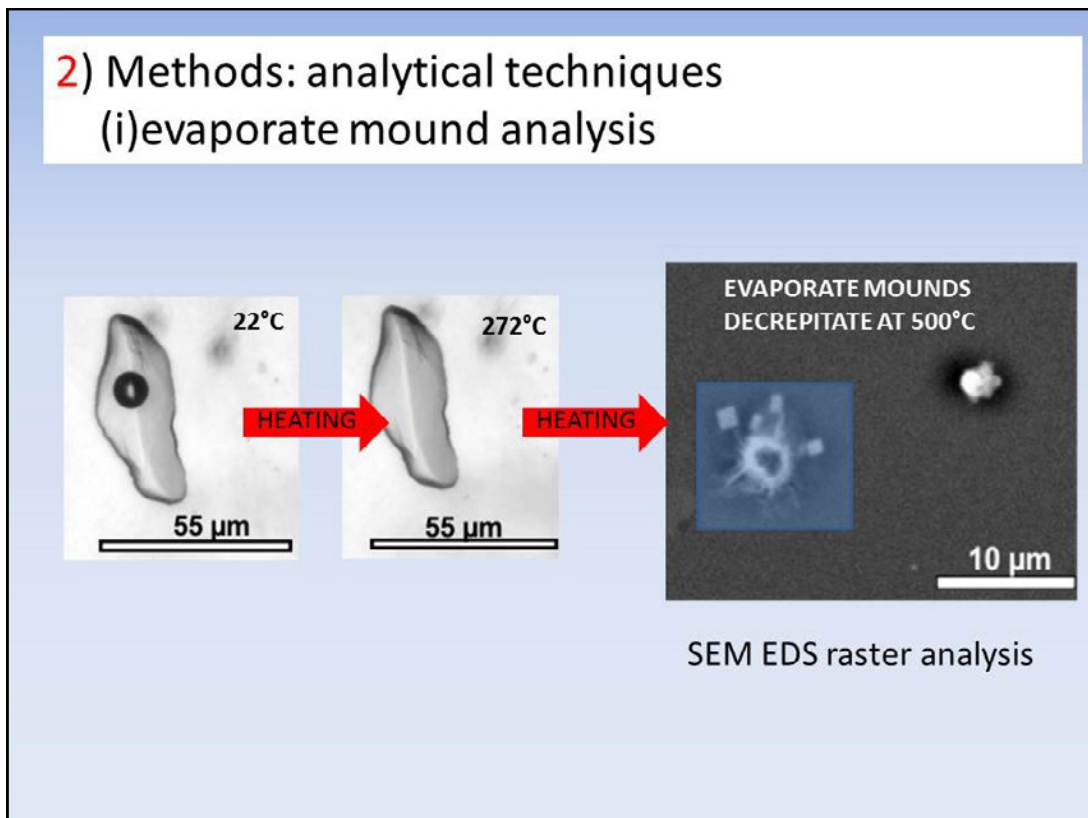 2) Methods: analytical techniques
(i)evaporate mound analysis
22°C
HEATING
55 µm
272°C
HEATING
55 µm
EVAPORATE MOUNDS
DECREPITATE AT 500°C
10 µm
SEM EDS raster analysis